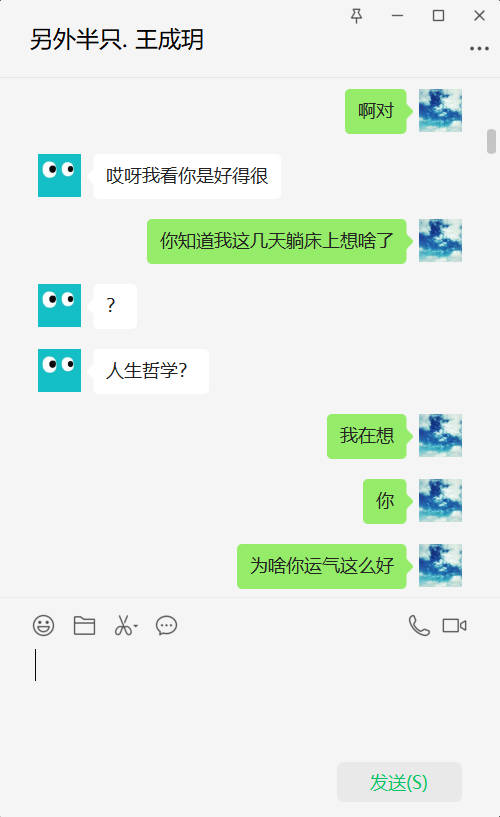 另外半只. 王成玥
啊对
哎呀我看你是好得很
你知道我这几天躺床上想啥了
？
人生哲学？
我在想
你
为啥你运气这么好
发送(S)